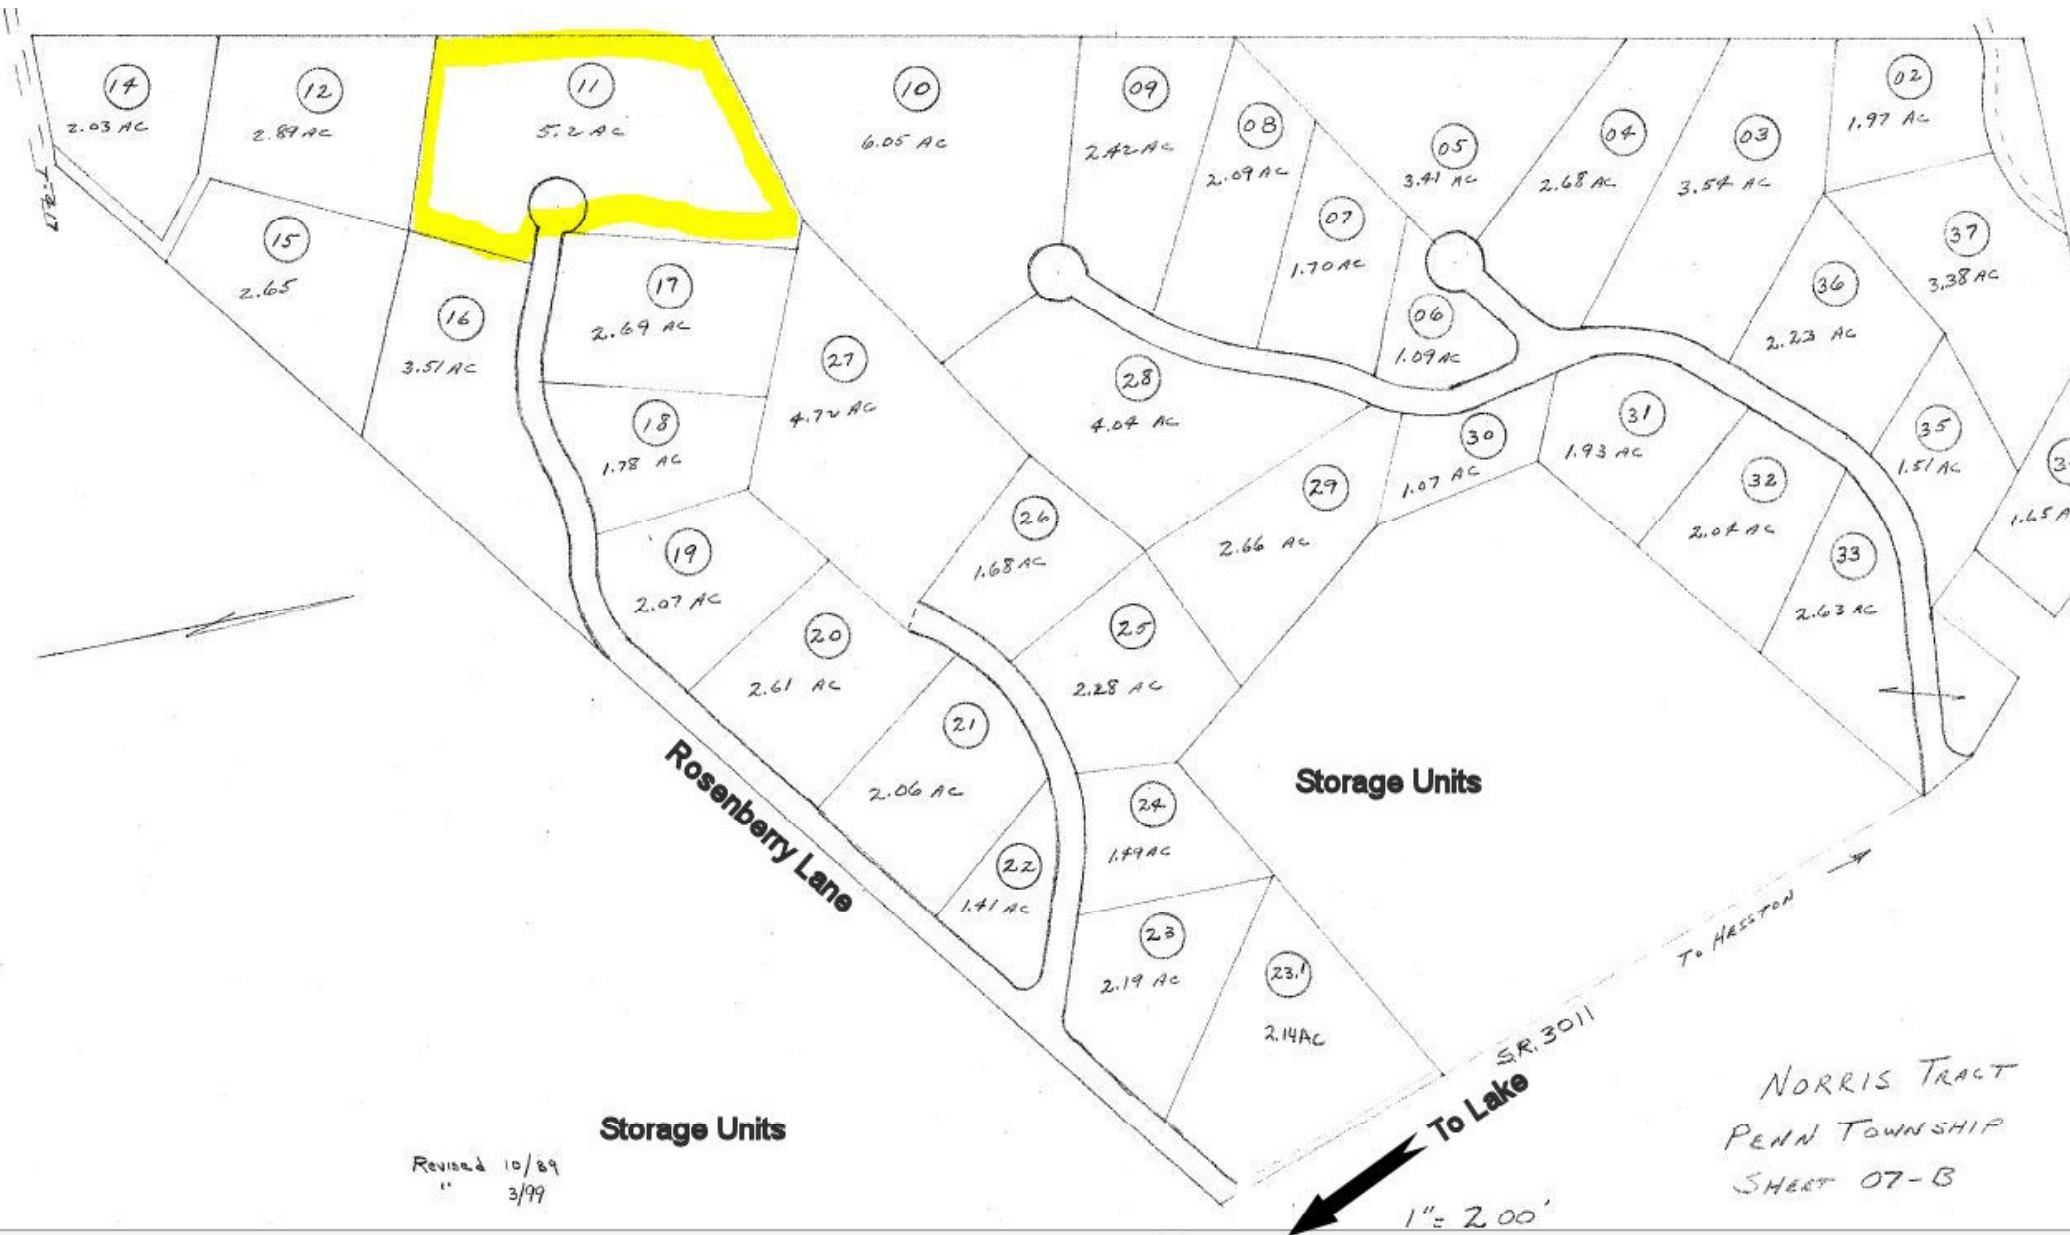 14
2.03 AC
12
2.89 AC
11
5.2 AC
10
6.05 AC
09
2.42 AC
08
2.09 AC
07
1.70 AC
05
3.41 AC
04
2.68 AC
03
3.54 AC
02
1.97 AC
15
2.65
16
3.51 AC
17
2.69 AC
27
4.72 AC
28
4.04 AC
06
1.09 AC
36
2.23 AC
37
3.38 AC
18
1.78 AC
19
2.07 AC
26
1.68 AC
29
2.66 AC
30
1.07 AC
31
1.93 AC
32
2.04 AC
35
1.51 AC
33
2.63 AC
20
2.61 AC
21
2.06 AC
25
2.28 AC
22
1.41 AC
24
1.49 AC
23
2.19 AC
23.1
2.14 AC
Rosenberry Lane
Storage Units
Storage Units
To HESSTON
S.R. 3011
To Lake
Revised 10/89
" 3/99
NORRIS TRACT
PENN TOWNSHIP
SHEET 07-B
1" = 200'